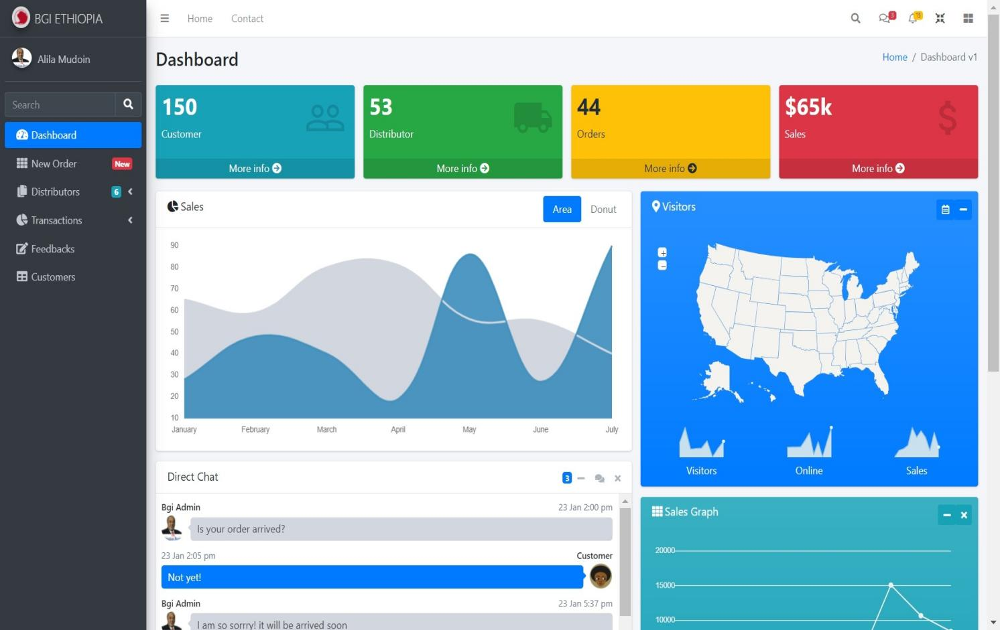 BGI ETHIOPIA
Home
Contact
3
15
Alila Mudoin
Search
Dashboard
New Order
New
Distributors
6
Transactions
Feedbacks
Customers
Dashboard
Home / Dashboard v1
150
Customer
More info
53
Distributor
More info
44
Orders
More info
$65k
Sales
More info
Sales
Area
Donut
90
80
70
60
50
40
30
20
10
January
February
March
April
May
June
July
Visitors
+
−
Visitors
Online
Sales
Direct Chat
3
Bgi Admin
23 Jan 2:00 pm
Is your order arrived?
23 Jan 2:05 pm
Customer
Not yet!
Bgi Admin
23 Jan 5:37 pm
I am so sorrry! it will be arrived soon
Sales Graph
20000
15000
10000